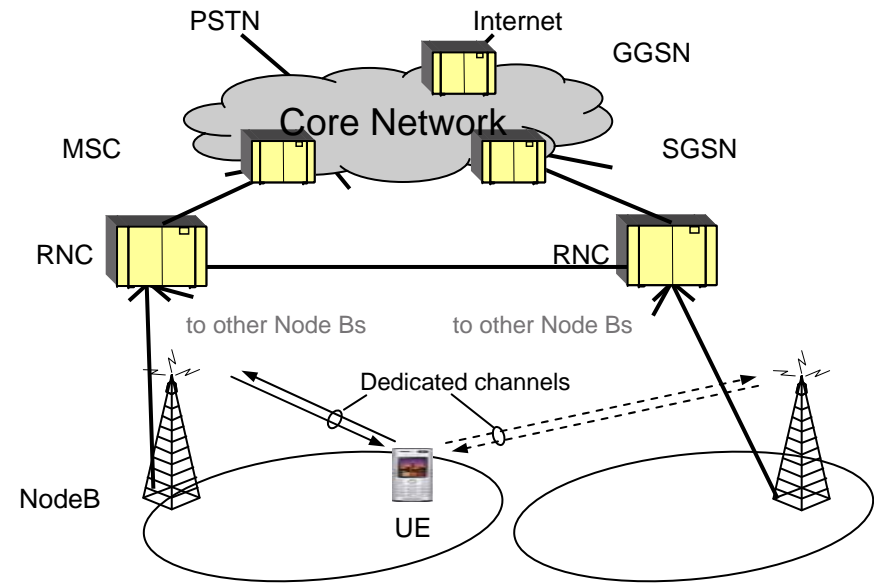 PSTN
Internet
GGSN
Core Network
MSC
SGSN
RNC
RNC
to other Node Bs
to other Node Bs
Dedicated channels
NodeB
UE